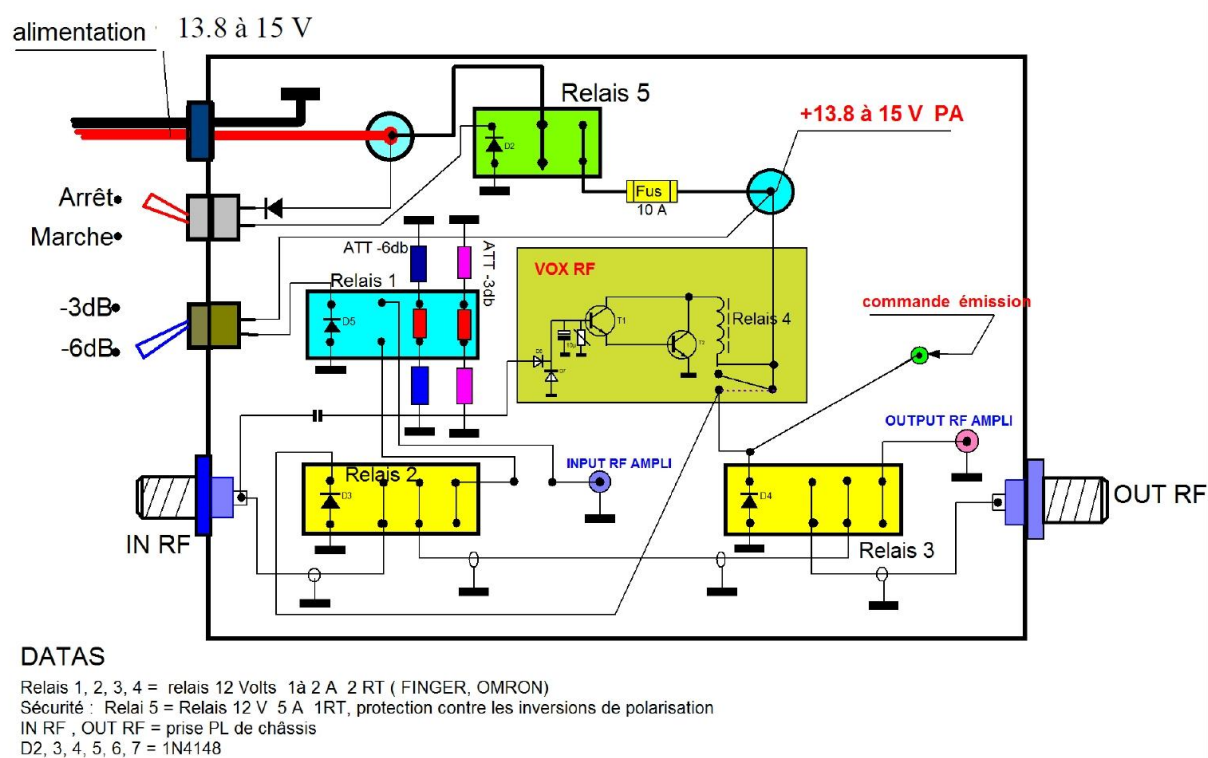 alimentation 13.8 à 15 V
Relais 5
+13.8 à 15 V PA
D2
Arrêt
Marche
Fus
10 A
ATT -6db
ATT -3db
VOX RF
Relais 1
-3dB
-6dB
D5
T1
Relais 4
commande émission
OUTPUT RF AMPLI
INPUT RF AMPLI
Relais 2
D3
D4
IN RF
OUT RF
Relais 3
DATAS
Relais 1, 2, 3, 4 = relais 12 Volts 1à 2 A 2 RT ( FINGER, OMRON)
Sécurité : Relai 5 = Relais 12 V 5 A 1RT, protection contre les inversions de polarisation
IN RF , OUT RF = prise PL de châssis
D2, 3, 4, 5, 6, 7 = 1N4148